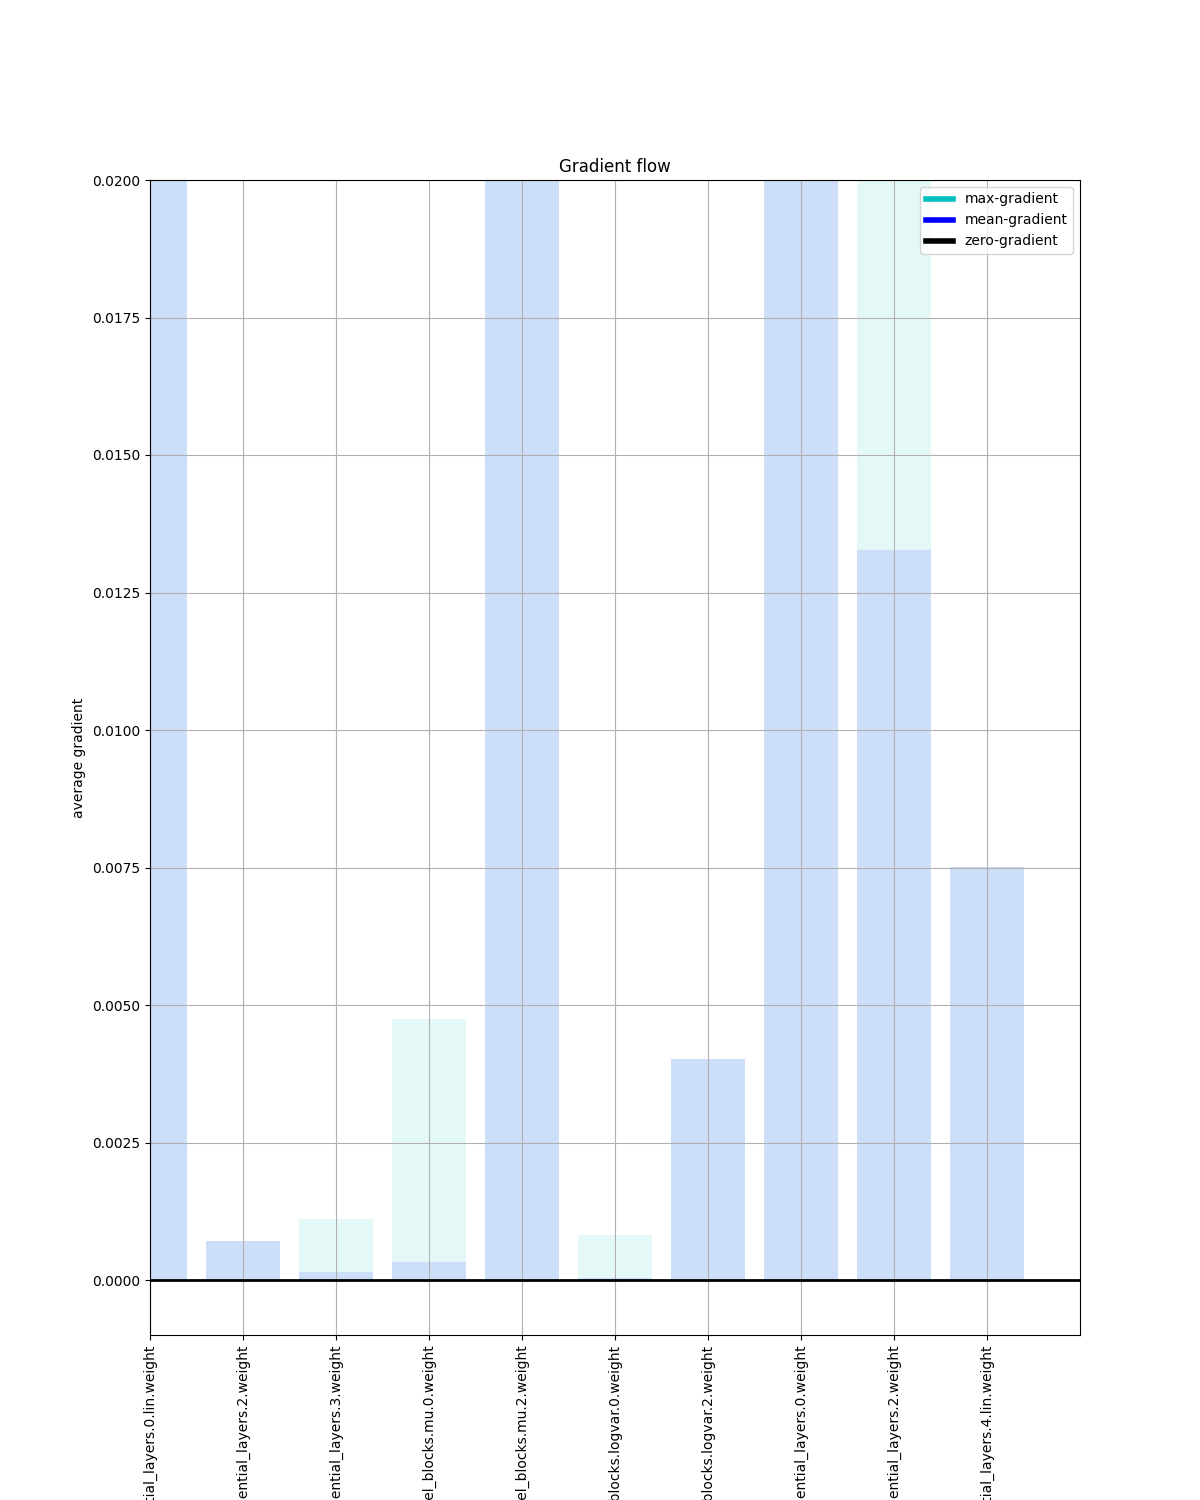 Gradient flow
0.0200
0.0175
0.0150
0.0125
0.0100
0.0075
0.0050
0.0025
0.0000
average gradient
max-gradient
mean-gradient
zero-gradient
tial_layers.0.lin.weight
ential_layers.2.weight
ential_layers.3.weight
el_blocks.mu.0.weight
el_blocks.mu.2.weight
blocks.logvar.0.weight
blocks.logvar.2.weight
ential_layers.0.weight
ential_layers.2.weight
tial_layers.4.lin.weight